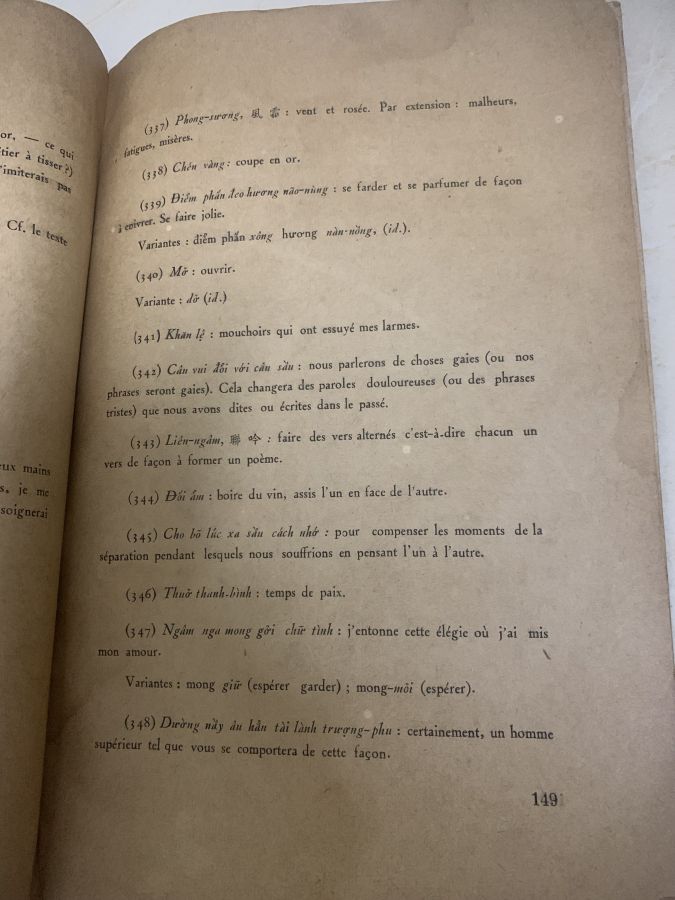 or, — ce qui
tier à tisser?)
l'imiterais pas
Cf. le texte
eux mains
s, je me
soignerai
(337) Phong-sương, 風 霜 : vent et rosée. Par extension : malheurs,
fatigues, misères.
(338) Chén vàng : coupe en or.
(339) Điểm phấn đeo hương não-nùng : se farder et se parfumer de façon
à enivrer. Se faire jolie.
Variantes : điểm phấn xông hương nàn-nồng, (id.).
(340) Mở : ouvrir.
Variante : dở (id.)
(341) Khăn lệ : mouchoirs qui ont essuyé mes larmes.
(342) Câu vui đổi với câu sầu : nous parlerons de choses gaies (ou nos
phrases seront gaies). Cela changera des paroles douloureuses (ou des phrases
tristes) que nous avons dites ou écrites dans le passé.
(343) Liên-ngâm, 聯 吟 : faire des vers alternés c'est-à-dire chacun un
vers de façon à former un poème.
(344) Đối ẩm : boire du vin, assis l'un en face de l'autre.
(345) Cho bõ lúc xa sầu cách nhớ : pour compenser les moments de la
séparation pendant lesquels nous souffrions en pensant l'un à l'autre.
(346) Thuở thanh-bình : temps de paix.
(347) Ngâm nga mong gởi chữ tình : j'entonne cette élégie où j'ai mis
mon amour.
Variantes : mong giữ (espérer garder) ; mong-mỏi (espérer).
(348) Dường nầy âu hẳn tài lành trượng-phu : certainement, un homme
supérieur tel que vous se comportera de cette façon.
149